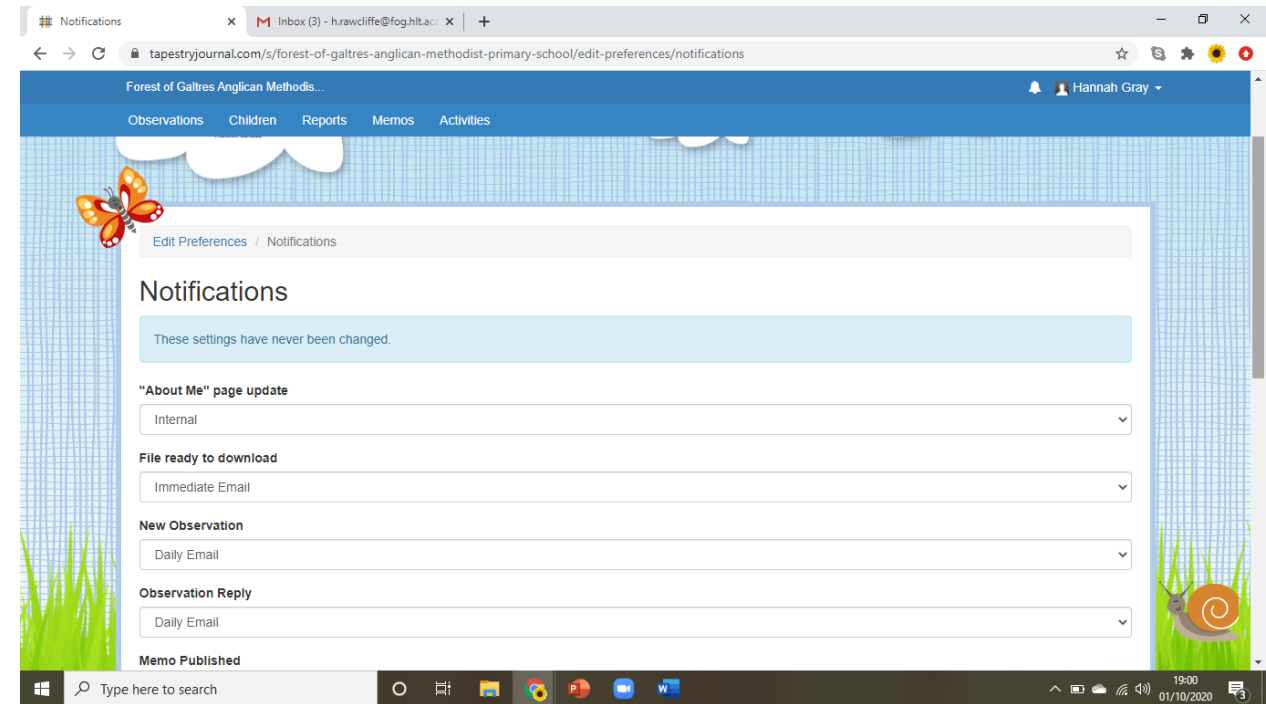 Notifications
Inbox (3) - h.rawcliffe@fog.hlt.ac
tapestryjournal.com/s/forest-of-galtres-anglican-methodist-primary-school/edit-preferences/notifications
Forest of Galtres Anglican Methodis...
Hannah Gray
Observations Children Reports Memos Activities
Edit Preferences / Notifications
Notifications
These settings have never been changed.
"About Me" page update
Internal
File ready to download
Immediate Email
New Observation
Daily Email
Observation Reply
Daily Email
Memo Published
Type here to search
19:00
01/10/2020
3